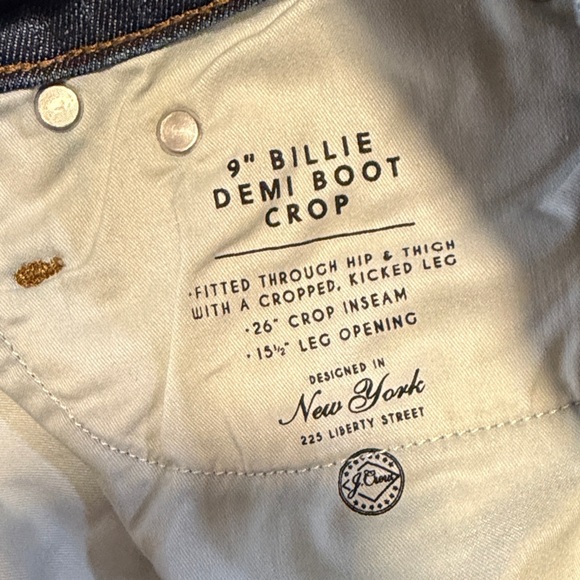 9" BILLIE
DEMI BOOT
CROP
·FITTED THROUGH HIP & THIGH
WITH A CROPPED, KICKED LEG
·26" CROP INSEAM
·15½" LEG OPENING
DESIGNED IN
New York
225 LIBERTY STREET
J.Crew